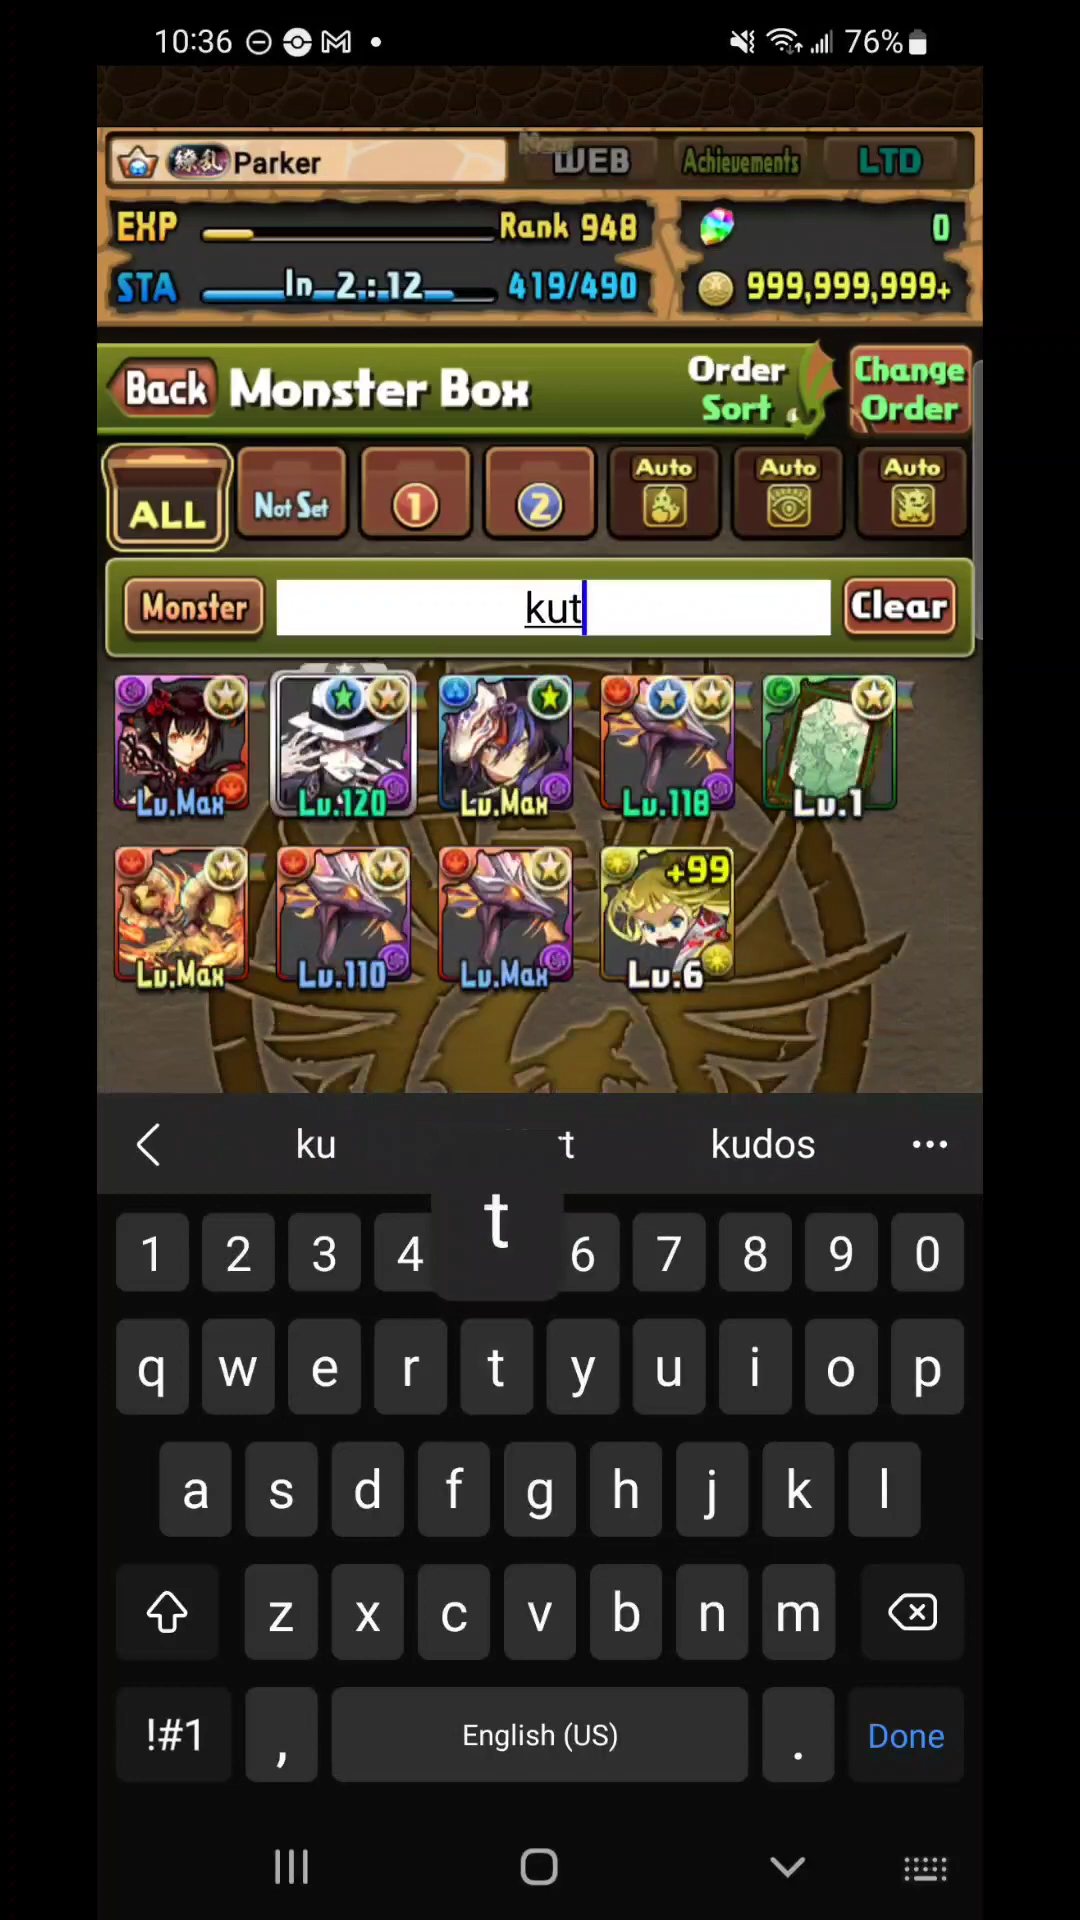 10:36 76%
繚乱 Parker New WEB Achievements LTD
EXP Rank 948 0
STA In 2:12 419/490 999,999,999+
Back Monster Box Order Sort Change Order
ALL Not Set 1 2 Auto Auto Auto
Monster kut Clear
Lv.Max Lv.120 Lv.Max Lv.118 Lv.1
+99
Lv.Max Lv.110 Lv.Max Lv.6
ku t kudos ...
t
1 2 3 4 6 7 8 9 0
q w e r t y u i o p
a s d f g h j k l
z x c v b n m
!#1 , English (US) . Done